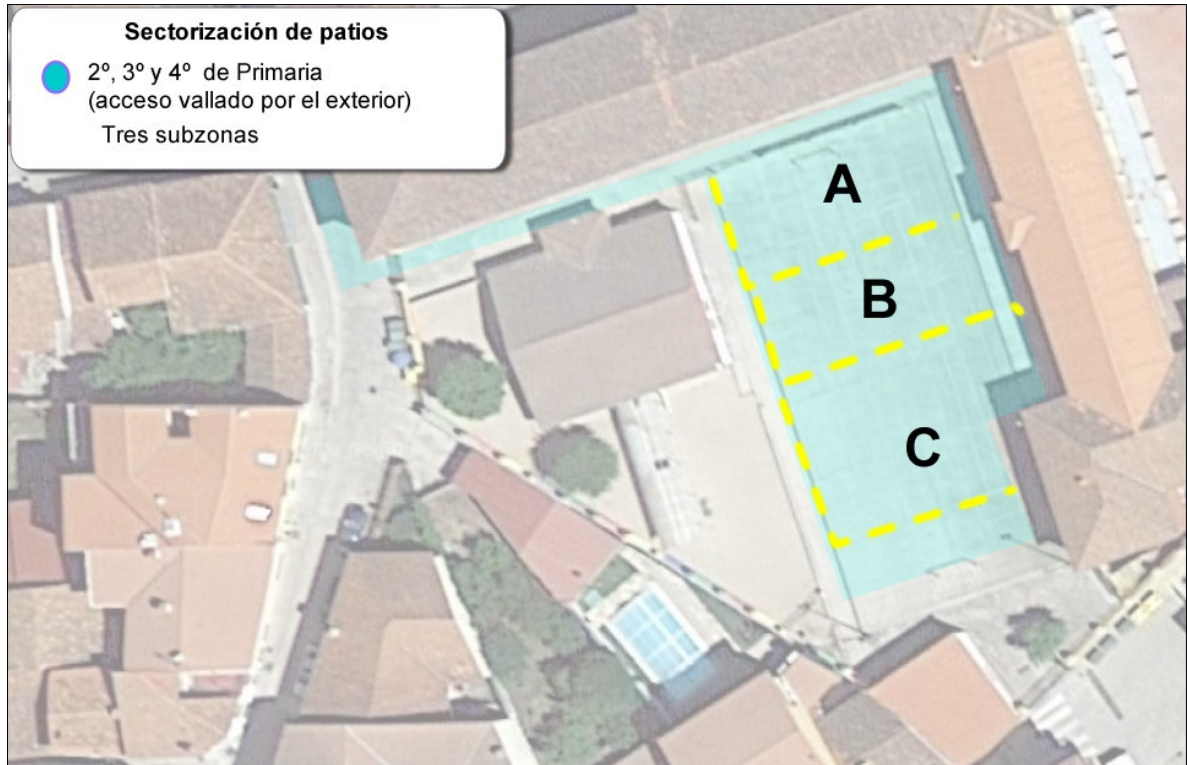 Sectorización de patios
2º, 3º y 4º de Primaria
(acceso vallado por el exterior)
Tres subzonas
A
B
C